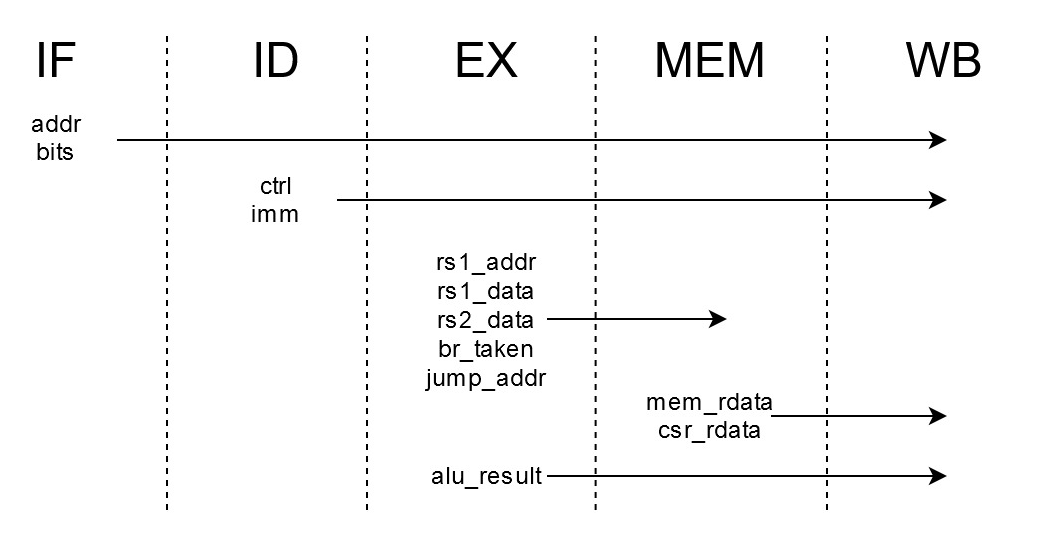 IF ID EX MEM WB
addr
bits
ctrl
imm
rs1_addr
rs1_data
rs2_data
br_taken
jump_addr
mem_rdata
csr_rdata
alu_result